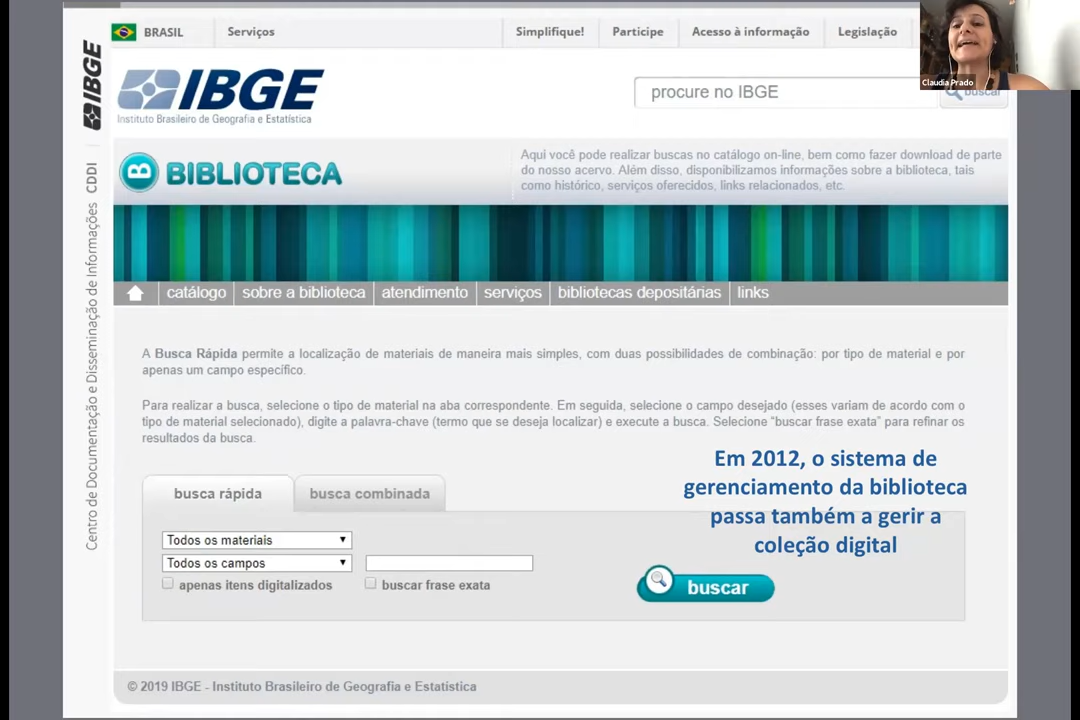 BRASIL
Serviços
Simplifique!
Participe
Acesso à informação
Legislação
Claudia Prado
IBGE
CDDI
Centro de Documentação e Disseminação de Informações
IBGE
Instituto Brasileiro de Geografia e Estatística
procure no IBGE
buscar
BIBLIOTECA
Aqui você pode realizar buscas no catálogo on-line, bem como fazer download de parte
do nosso acervo. Além disso, disponibilizamos informações sobre a biblioteca, tais
como histórico, serviços oferecidos, links relacionados, etc.
catálogo
sobre a biblioteca
atendimento
serviços
bibliotecas depositárias
links
A Busca Rápida permite a localização de materiais de maneira mais simples, com duas possibilidades de combinação: por tipo de material e por
apenas um campo específico.
Para realizar a busca, selecione o tipo de material na aba correspondente. Em seguida, selecione o campo desejado (esses variam de acordo com o
tipo de material selecionado), digite a palavra-chave (termo que se deseja localizar) e execute a busca. Selecione “buscar frase exata” para refinar os
resultados da busca.
Em 2012, o sistema de
gerenciamento da biblioteca
passa também a gerir a
coleção digital
busca rápida
busca combinada
Todos os materiais
Todos os campos
apenas itens digitalizados
buscar frase exata
buscar
© 2019 IBGE - Instituto Brasileiro de Geografia e Estatística